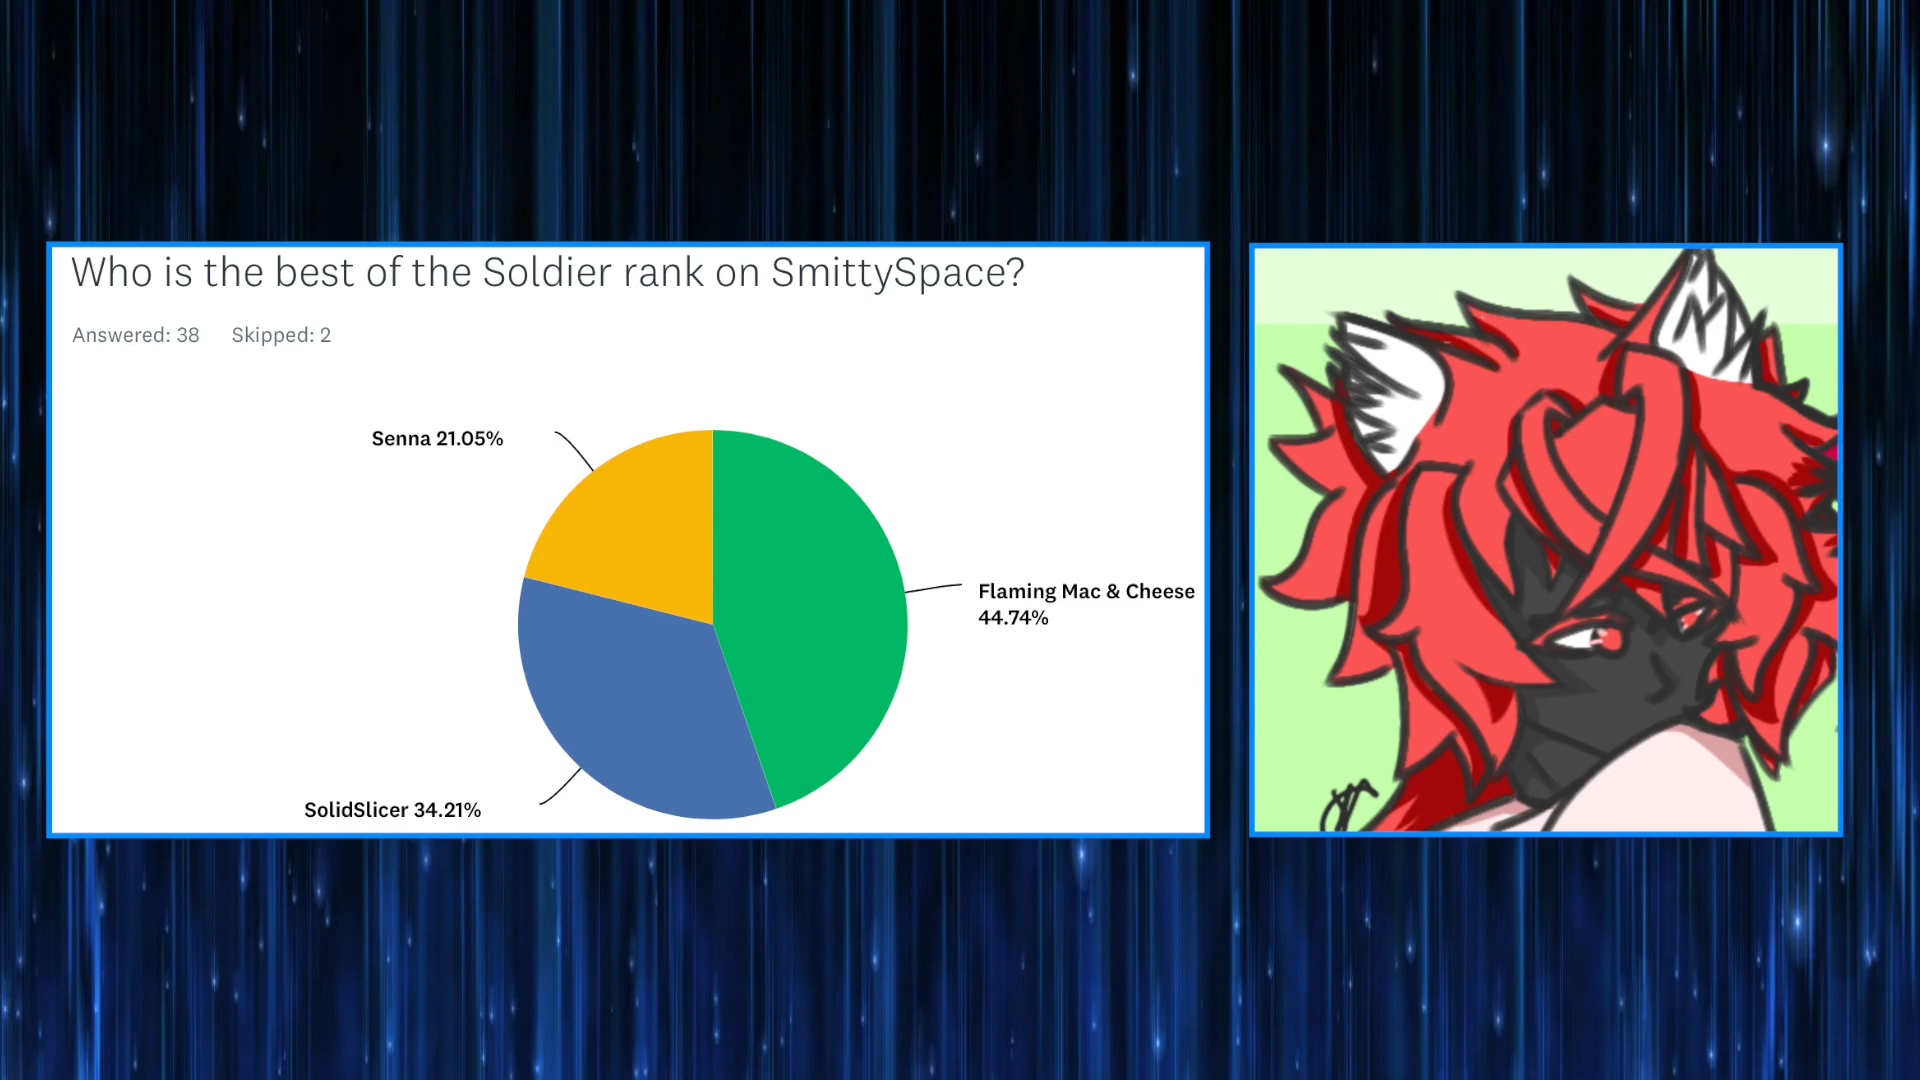 Who is the best of the Soldier rank on SmittySpace?
Answered: 38 Skipped: 2
Senna 21.05%
Flaming Mac & Cheese
44.74%
SolidSlicer 34.21%